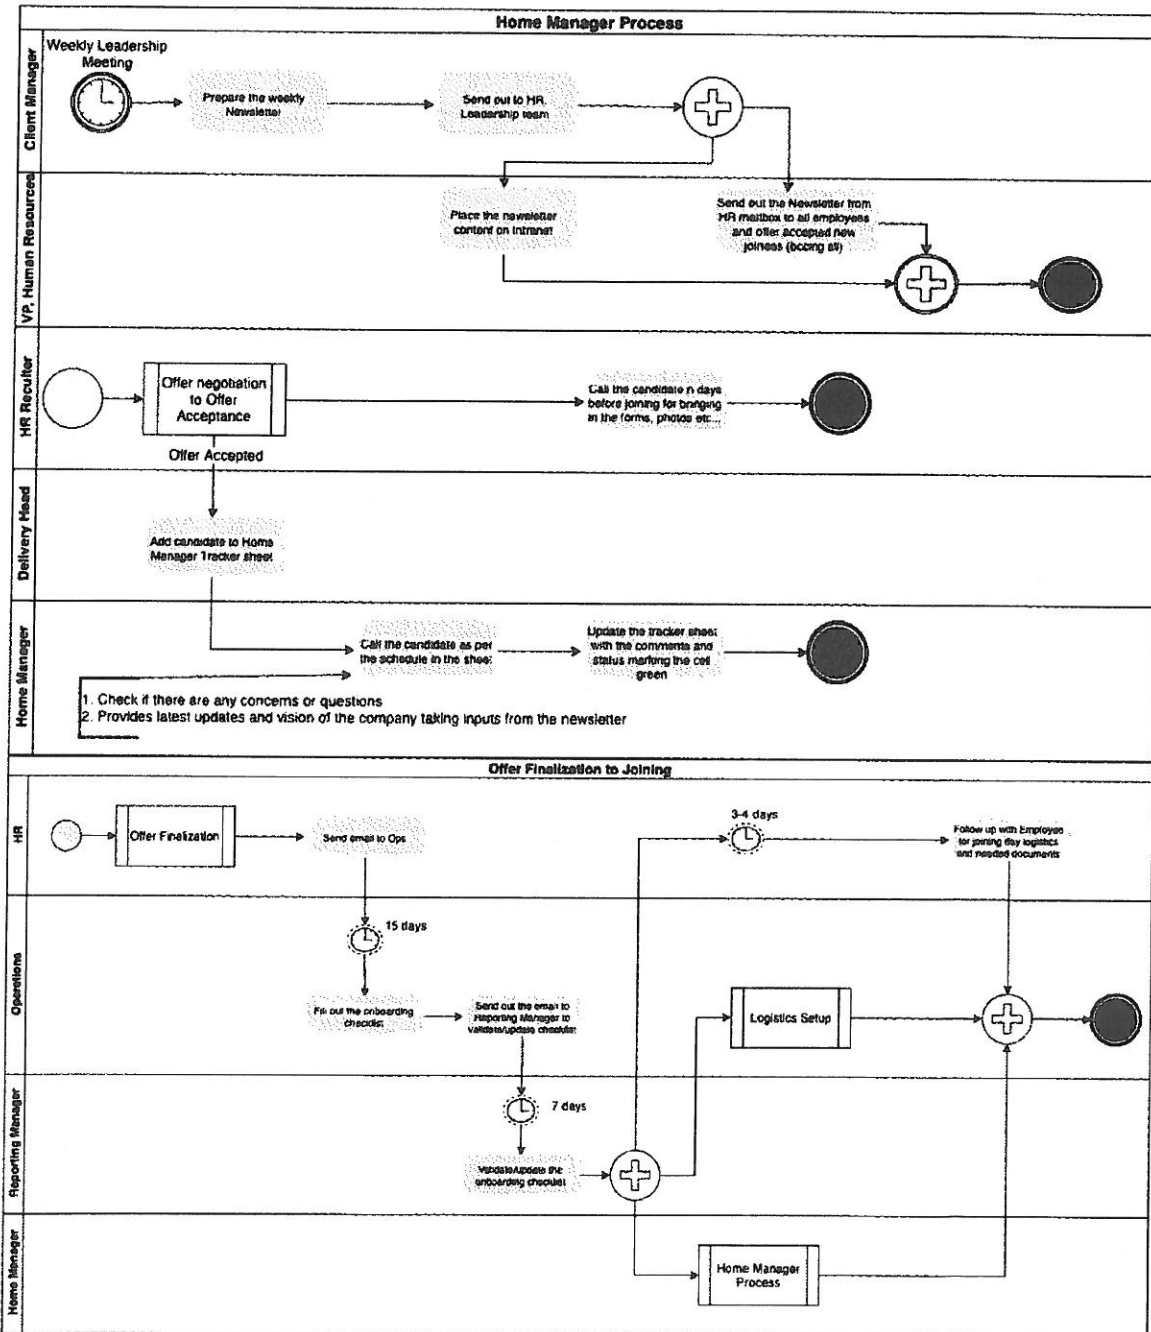 Home Manager Process
Client Manager
Weekly Leadership
Meeting
Prepare the weekly
Newsletter
Send out to HR.
Leadership team
VP, Human Resources
Place the newsletter
content on Intranet
Send out the Newsletter from
HR mailbox to all employees
and offer accepted new
joiness (bccing all)
HR Recuiter
Offer negotiation
to Offer
Acceptance
Offer Accepted
Call the candidate n days
before joining for bringing
in the forms, photos etc...
Delivery Head
Add candidate to Home
Manager Tracker sheet
Home Manager
Call the candidate as per
the schedule in the sheet
Update the tracker sheet
with the comments and
status marking the cell
green
1. Check if there are any concerns or questions
2. Provides latest updates and vision of the company taking inputs from the newsletter
Offer Finalization to Joining
HR
Offer Finalization
Send email to Ops
3-4 days
Follow up with Employee
for joining day logistics
and needed documents
Operations
15 days
Fill out the onboarding
checklist
Send out the email to
Reporting Manager to
validate/update checklist
Logistics Setup
Reporting Manager
7 days
Validate/update the
onboarding checklist
Home Manager
Home Manager
Process